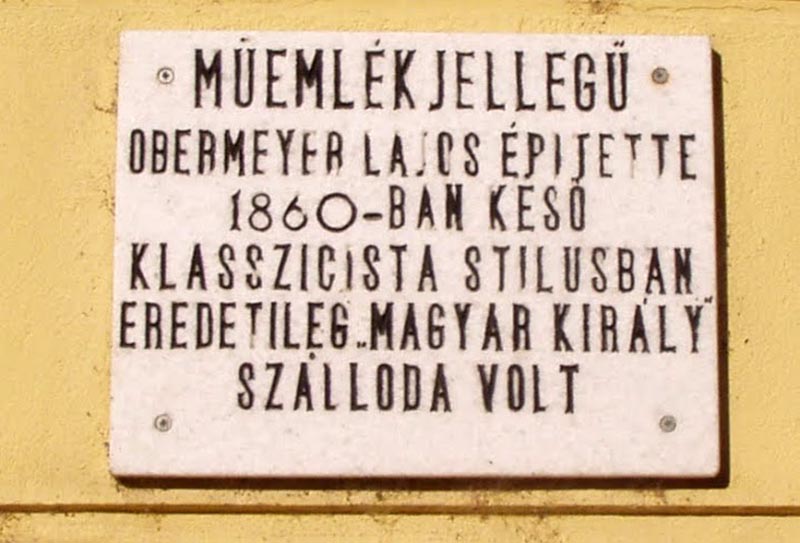 MŰEMLÉKJELLEGŰ
OBERMEYER LAJOS ÉPITETTE
1860-BAN KÉSŐ
KLASSZICISTA STILUSBAN
EREDETILEG „MAGYAR KIRÁLY"
SZÁLLODA VOLT